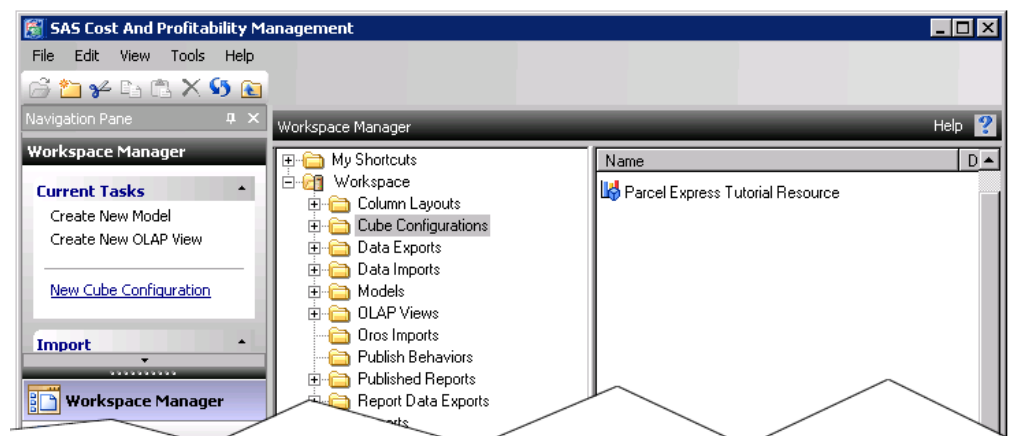 SAS Cost And Profitability Management
File Edit View Tools Help
Navigation Pane
Workspace Manager
Help ?
Workspace Manager
Current Tasks
Create New Model
Create New OLAP View
New Cube Configuration
Import
Workspace Manager
My Shortcuts
Workspace
Column Layouts
Cube Configurations
Data Exports
Data Imports
Models
OLAP Views
Oros Imports
Publish Behaviors
Published Reports
Report Data Exports
Name
D
Parcel Express Tutorial Resource